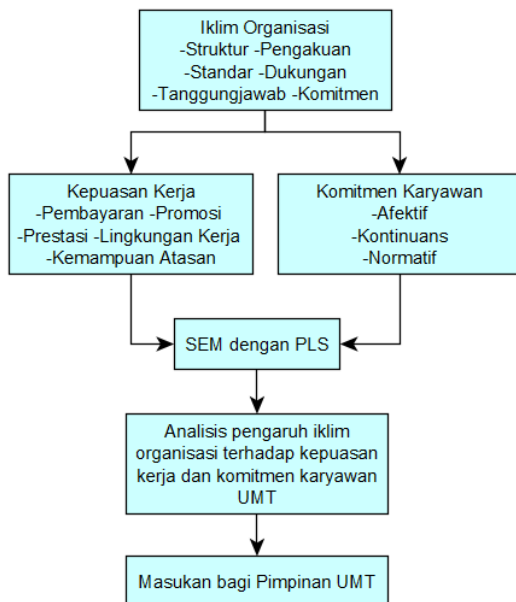 Iklim Organisasi
-Struktur -Pengakuan
-Standar -Dukungan
-Tanggungjawab -Komitmen
Kepuasan Kerja
-Pembayaran -Promosi
-Prestasi -Lingkungan Kerja
-Kemampuan Atasan
Komitmen Karyawan
-Afektif
-Kontinuans
-Normatif
SEM dengan PLS
Analisis pengaruh iklim
organisasi terhadap kepuasan
kerja dan komitmen karyawan
UMT
Masukan bagi Pimpinan UMT